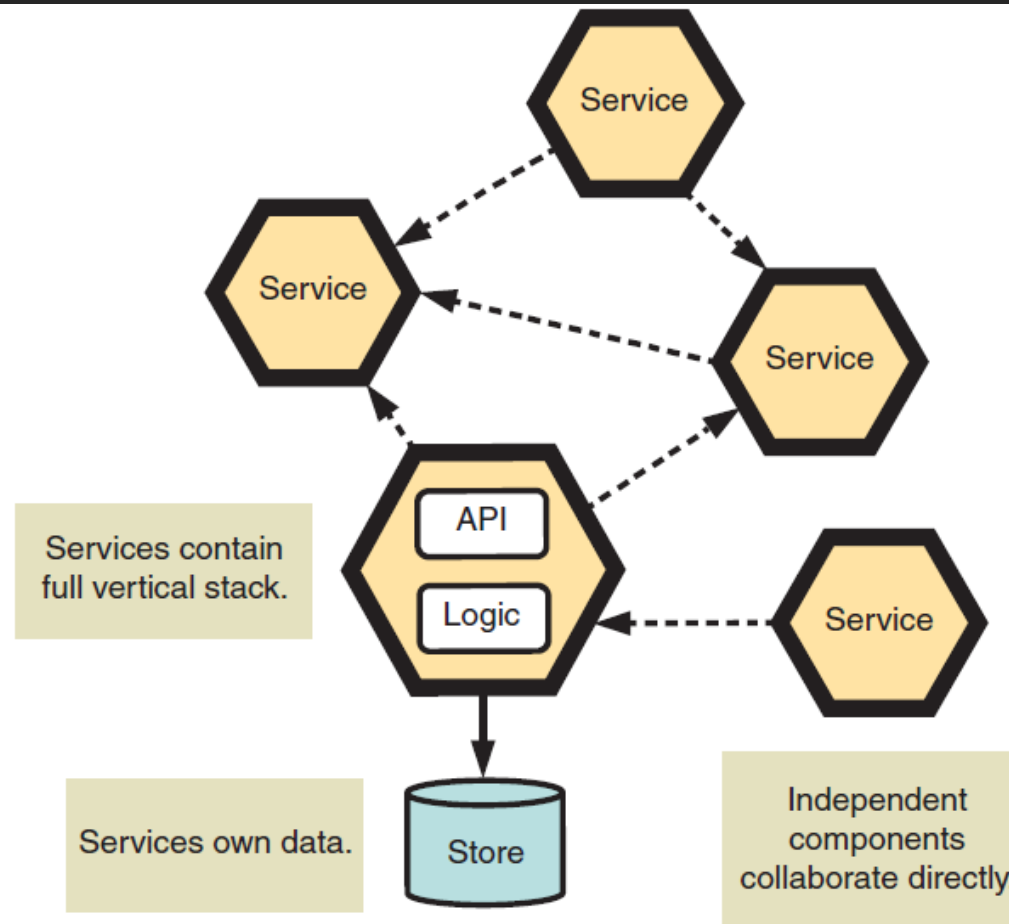 Service
Service
Service
API
Services contain
full vertical stack.
Logic
Service
Independent
components
collaborate directly
Services own data.
Store